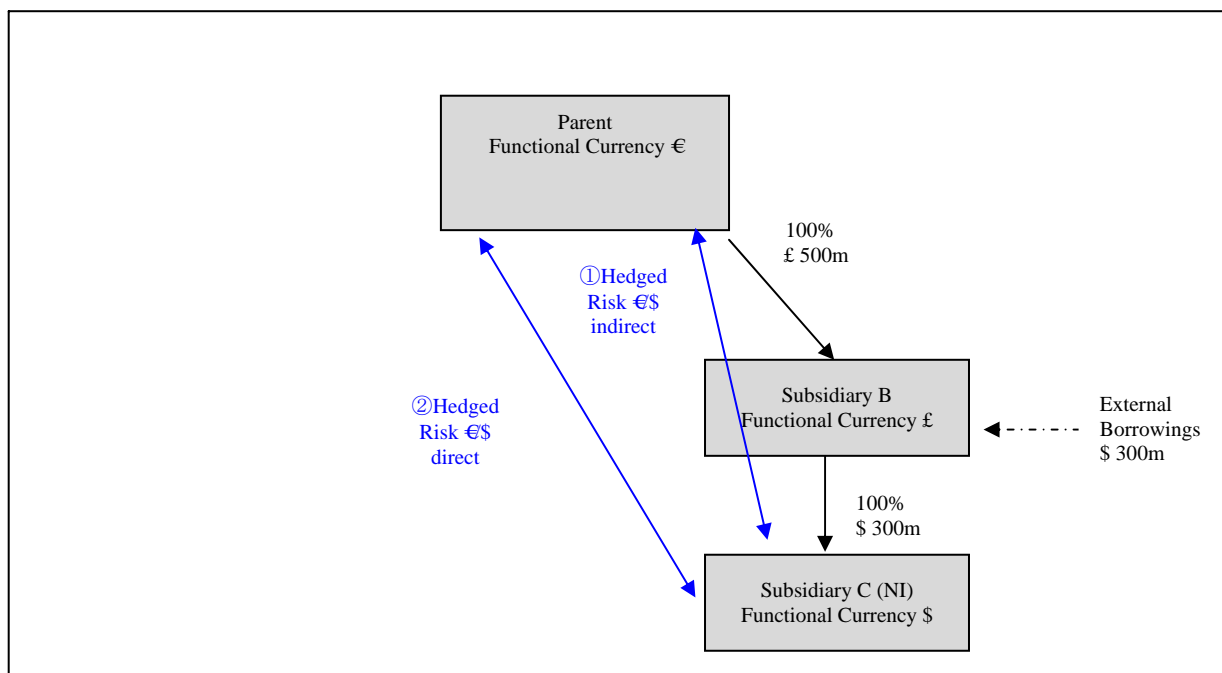 Parent
Functional Currency €
100%
£ 500m
①Hedged
Risk €/$
indirect
②Hedged
Risk €/$
direct
Subsidiary B
Functional Currency £
External
Borrowings
$ 300m
100%
$ 300m
Subsidiary C (NI)
Functional Currency $